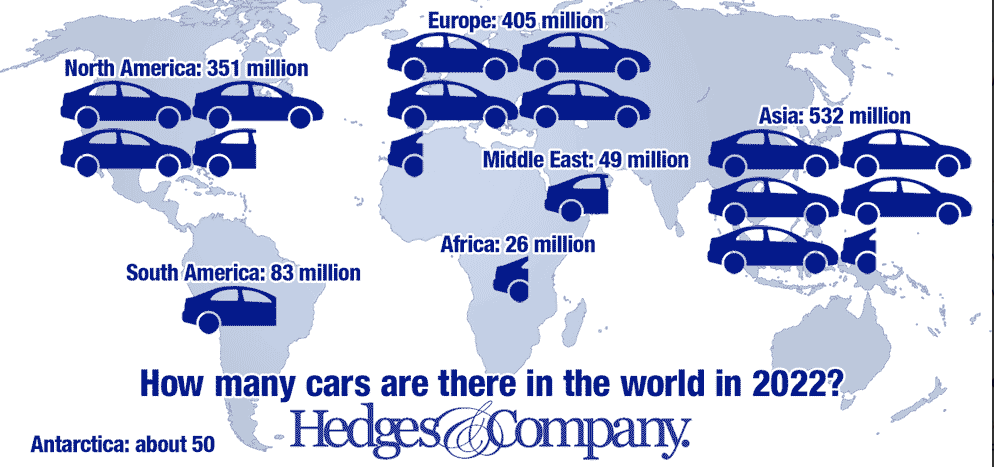 Europe: 405 million
North America: 351 million
Asia: 532 million
Middle East: 49 million
Africa: 26 million
South America: 83 million
How many cars are there in the world in 2022?
Hedges & Company.
Antarctica: about 50